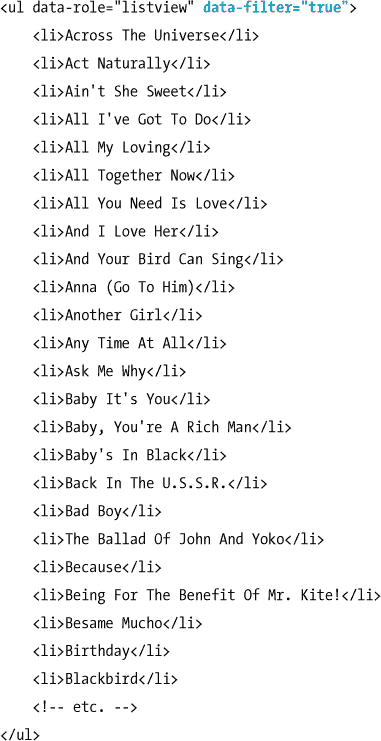 <ul data-role="listview" data-filter="true">
<li>Across The Universe</li>
<li>Act Naturally</li>
<li>Ain't She Sweet</li>
<li>All I've Got To Do</li>
<li>All My Loving</li>
<li>All Together Now</li>
<li>All You Need Is Love</li>
<li>And I Love Her</li>
<li>And Your Bird Can Sing</li>
<li>Anna (Go To Him)</li>
<li>Another Girl</li>
<li>Any Time At All</li>
<li>Ask Me Why</li>
<li>Baby It's You</li>
<li>Baby, You're A Rich Man</li>
<li>Baby's In Black</li>
<li>Back In The U.S.S.R.</li>
<li>Bad Boy</li>
<li>The Ballad Of John And Yoko</li>
<li>Because</li>
<li>Being For The Benefit Of Mr. Kite!</li>
<li>Besame Mucho</li>
<li>Birthday</li>
<li>Blackbird</li>
<!-- etc. -->
</ul>